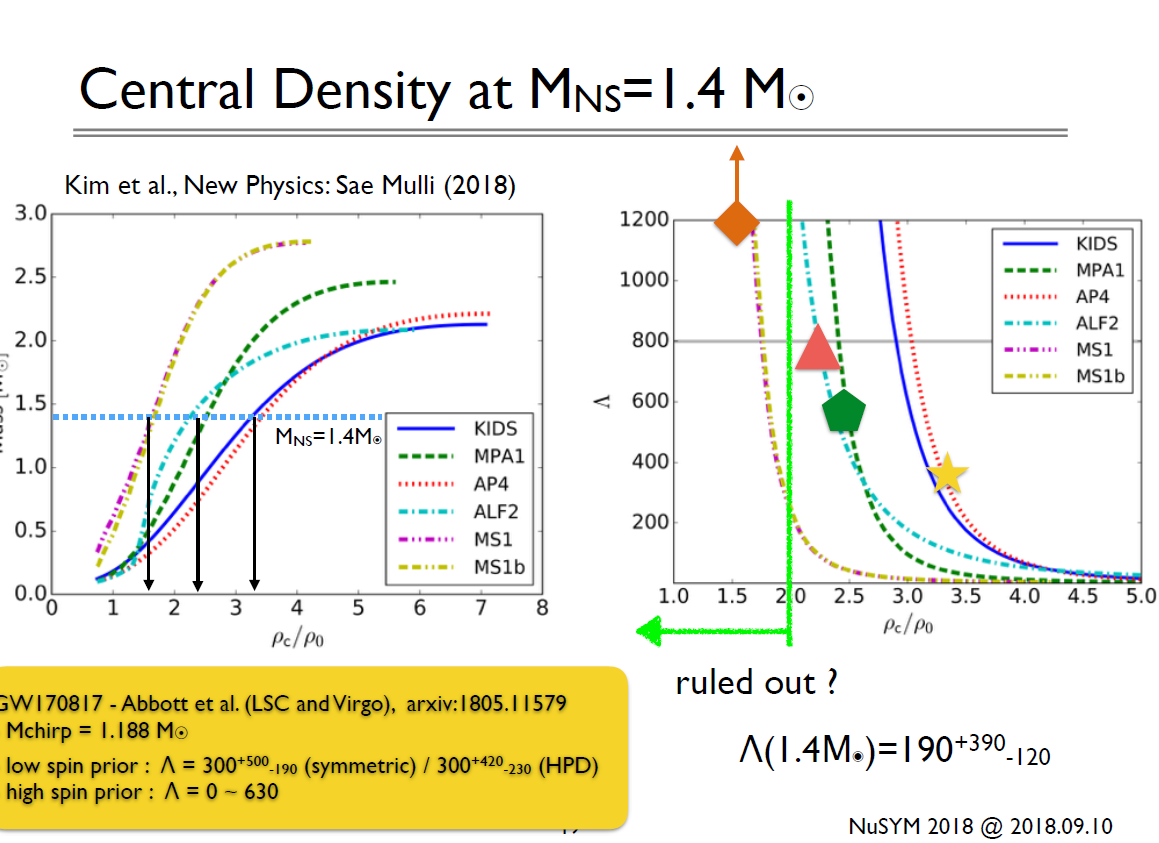 Central Density at MNS=1.4 M☉
Kim et al., New Physics: Sae Mulli (2018)
3.0
2.5
2.0
1.5
1.0
0.5
0.0
0 1 2 3 4 5 6 7 8
ρc/ρ0
MNS=1.4M☉
KIDS
MPA1
AP4
ALF2
MS1
MS1b
1200
1000
800
600
400
200
Λ
1.0 1.5 2.0 2.5 3.0 3.5 4.0 4.5 5.0
ρc/ρ0
KIDS
MPA1
AP4
ALF2
MS1
MS1b
GW170817 - Abbott et al. (LSC and Virgo), arxiv:1805.11579
Mchirp = 1.188 M☉
low spin prior : Λ = 300+500-190 (symmetric) / 300+420-230 (HPD)
high spin prior : Λ = 0 ~ 630
ruled out ?
Λ(1.4M☉)=190+390-120
NuSYM 2018 @ 2018.09.10